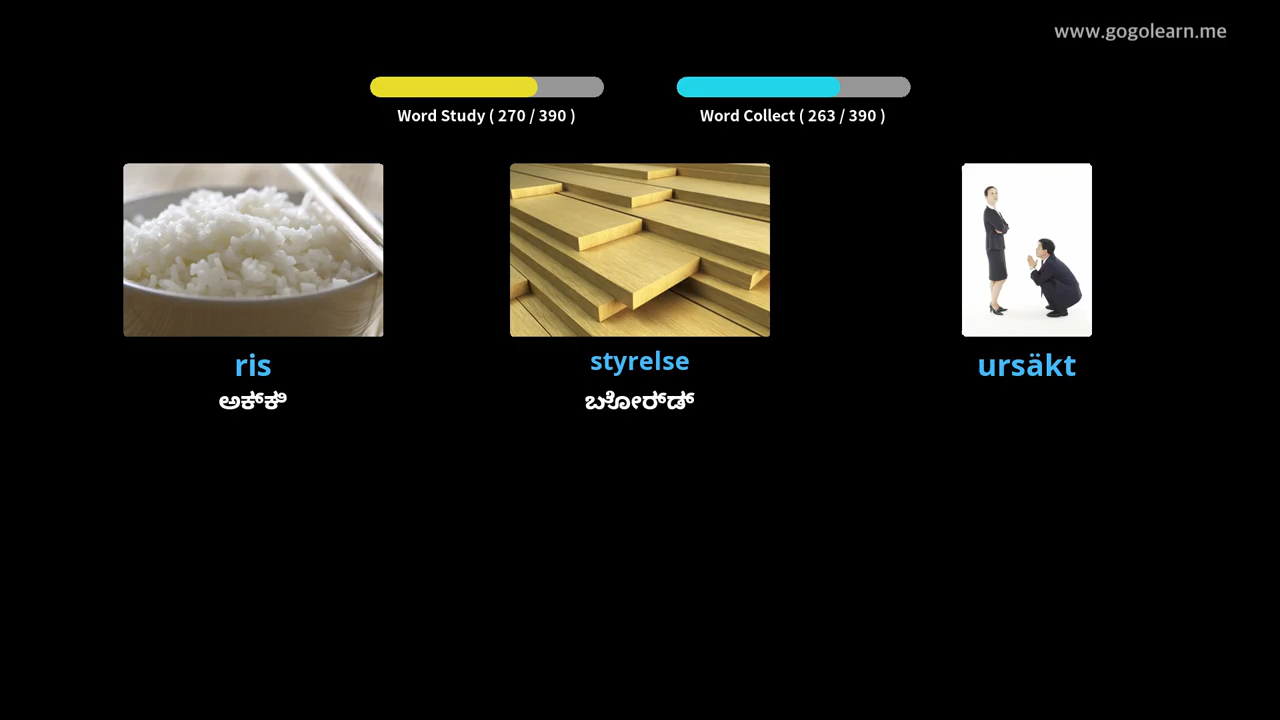 www.gogolearn.me
Word Study ( 270 / 390 )
Word Collect ( 263 / 390 )
ris
styrelse
ursäkt
ಅಕ್ಕಿ
ಬೋರ್ಡ್